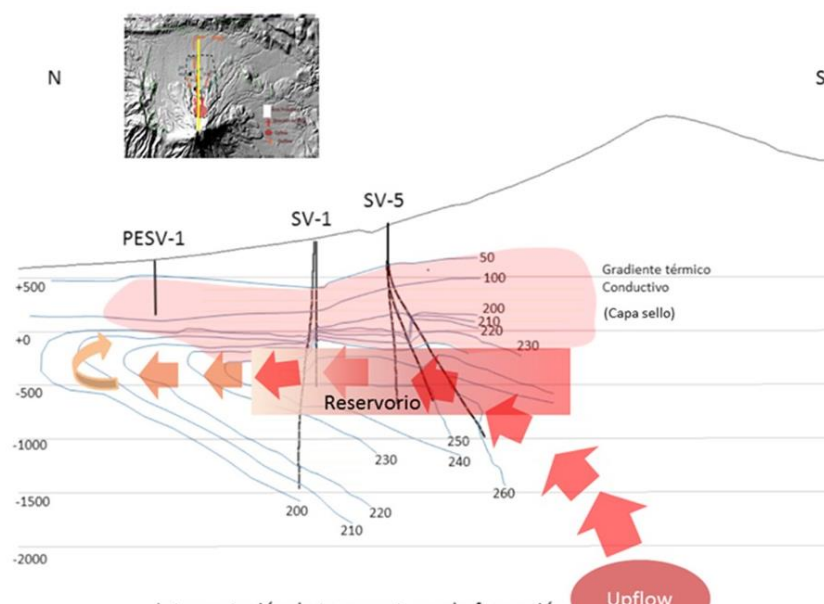 N
S
SV-5
SV-1
PESV-1
50
100
Gradiente térmico
Conductivo
(Capa sello)
+500
200
210
220
230
+0
-500
Reservorio
-1000
250
240
230
260
-1500
200
220
210
-2000
Upflow